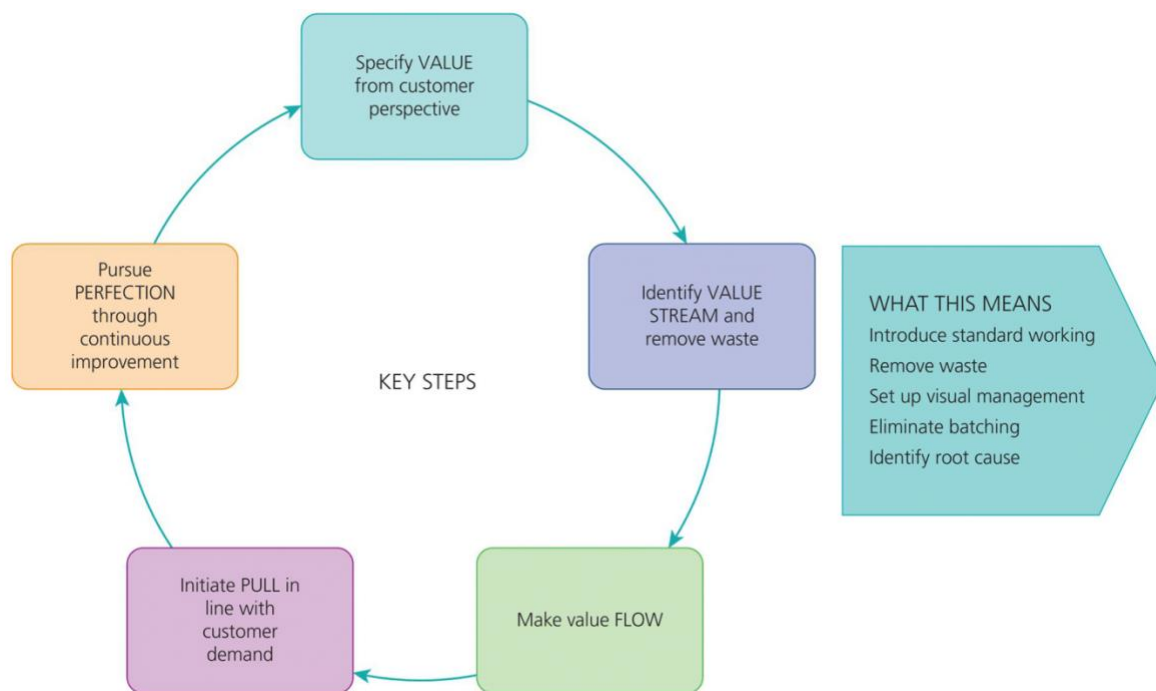 Specify VALUE
from customer
perspective
Identify VALUE
STREAM and
remove waste
Make value FLOW
Initiate PULL in
line with
customer
demand
Pursue
PERFECTION
through
continuous
improvement
KEY STEPS
WHAT THIS MEANS
Introduce standard working
Remove waste
Set up visual management
Eliminate batching
Identify root cause